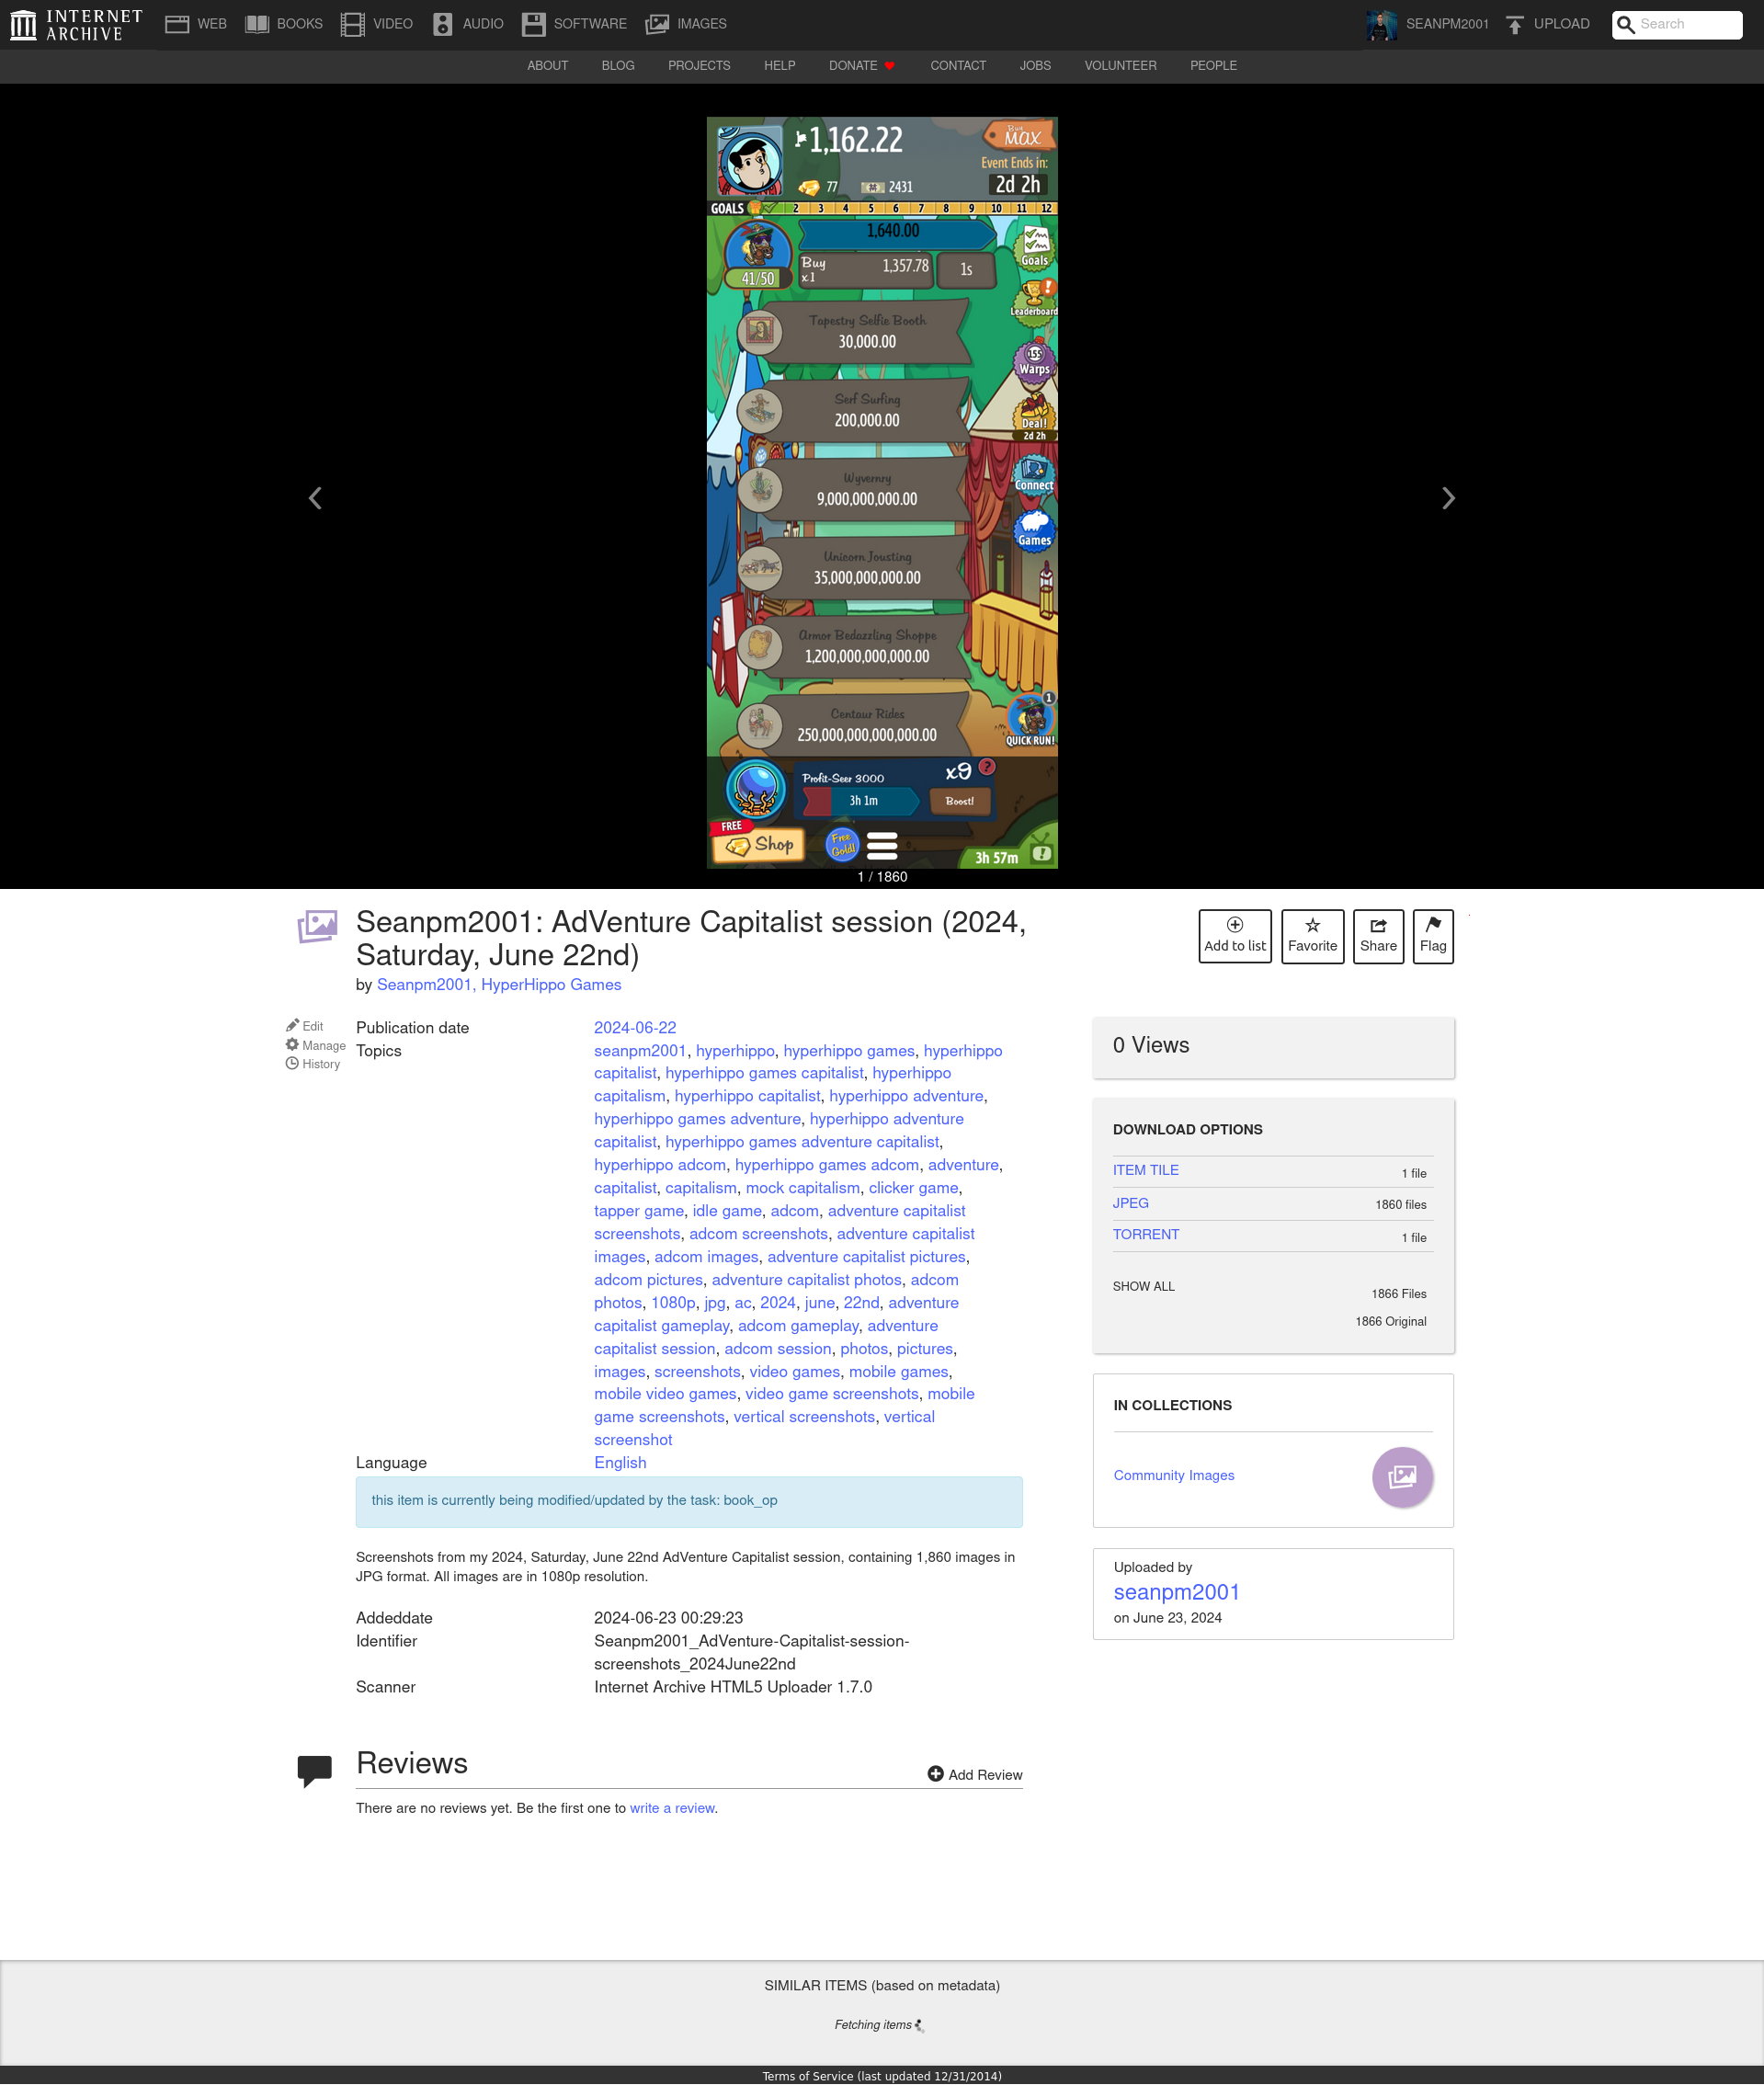 INTERNET ARCHIVE
WEB BOOKS VIDEO AUDIO SOFTWARE IMAGES
SEANPM2001 UPLOAD Search
ABOUT BLOG PROJECTS HELP DONATE CONTACT JOBS VOLUNTEER PEOPLE
1,162.22
Buy MAX
Event Ends in:
2d 2h
77 2431
GOALS 2 3 4 5 6 7 8 9 10 11 12
1,640.00
Goals
41/50
Buy x1 1,357.78 1s
Leaderboard
Tapestry Selfie Booth
30,000.00
15$
Warps
Serf Surfing
200,000.00
Deal!
2d 2h
Wyvernry
9,000,000,000.00
Connect
Games
Unicorn Jousting
35,000,000,000.00
Armor Bedazzling Shoppe
1,200,000,000,000.00
Centaur Rides
250,000,000,000,000.00
1
QUICK RUN!
Profit-Seer 3000 x9 ?
3h 1m Boost!
FREE
Shop
Free Gold!
3h 57m
1 / 1860
Seanpm2001: AdVenture Capitalist session (2024,
Saturday, June 22nd)
by Seanpm2001, HyperHippo Games
Add to list Favorite Share Flag
Edit
Manage
History
Publication date 2024-06-22
Topics seanpm2001, hyperhippo, hyperhippo games, hyperhippo
capitalist, hyperhippo games capitalist, hyperhippo
capitalism, hyperhippo capitalist, hyperhippo adventure,
hyperhippo games adventure, hyperhippo adventure
capitalist, hyperhippo games adventure capitalist,
hyperhippo adcom, hyperhippo games adcom, adventure,
capitalist, capitalism, mock capitalism, clicker game,
tapper game, idle game, adcom, adventure capitalist
screenshots, adcom screenshots, adventure capitalist
images, adcom images, adventure capitalist pictures,
adcom pictures, adventure capitalist photos, adcom
photos, 1080p, jpg, ac, 2024, june, 22nd, adventure
capitalist gameplay, adcom gameplay, adventure
capitalist session, adcom session, photos, pictures,
images, screenshots, video games, mobile games,
mobile video games, video game screenshots, mobile
game screenshots, vertical screenshots, vertical
screenshot
Language English
this item is currently being modified/updated by the task: book_op
Screenshots from my 2024, Saturday, June 22nd AdVenture Capitalist session, containing 1,860 images in
JPG format. All images are in 1080p resolution.
Addeddate 2024-06-23 00:29:23
Identifier Seanpm2001_AdVenture-Capitalist-session-
screenshots_2024June22nd
Scanner Internet Archive HTML5 Uploader 1.7.0
0 Views
DOWNLOAD OPTIONS
ITEM TILE 1 file
JPEG 1860 files
TORRENT 1 file
SHOW ALL 1866 Files
1866 Original
IN COLLECTIONS
Community Images
Uploaded by
seanpm2001
on June 23, 2024
Reviews
Add Review
There are no reviews yet. Be the first one to write a review.
SIMILAR ITEMS (based on metadata)
Fetching items
Terms of Service (last updated 12/31/2014)